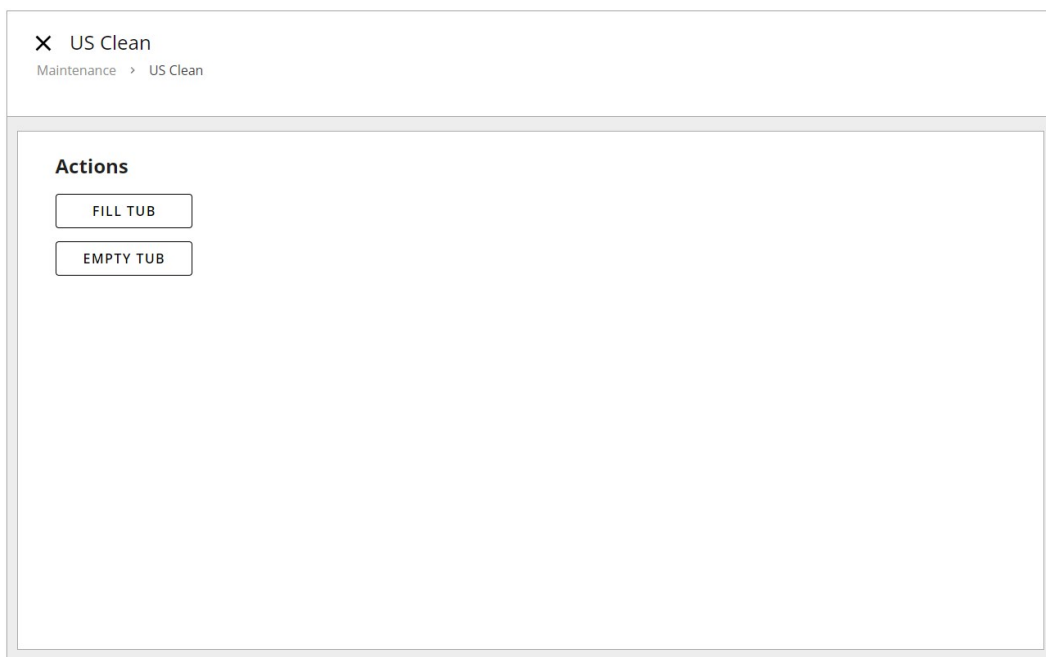 US Clean
Maintenance > US Clean
Actions
FILL TUB
EMPTY TUB